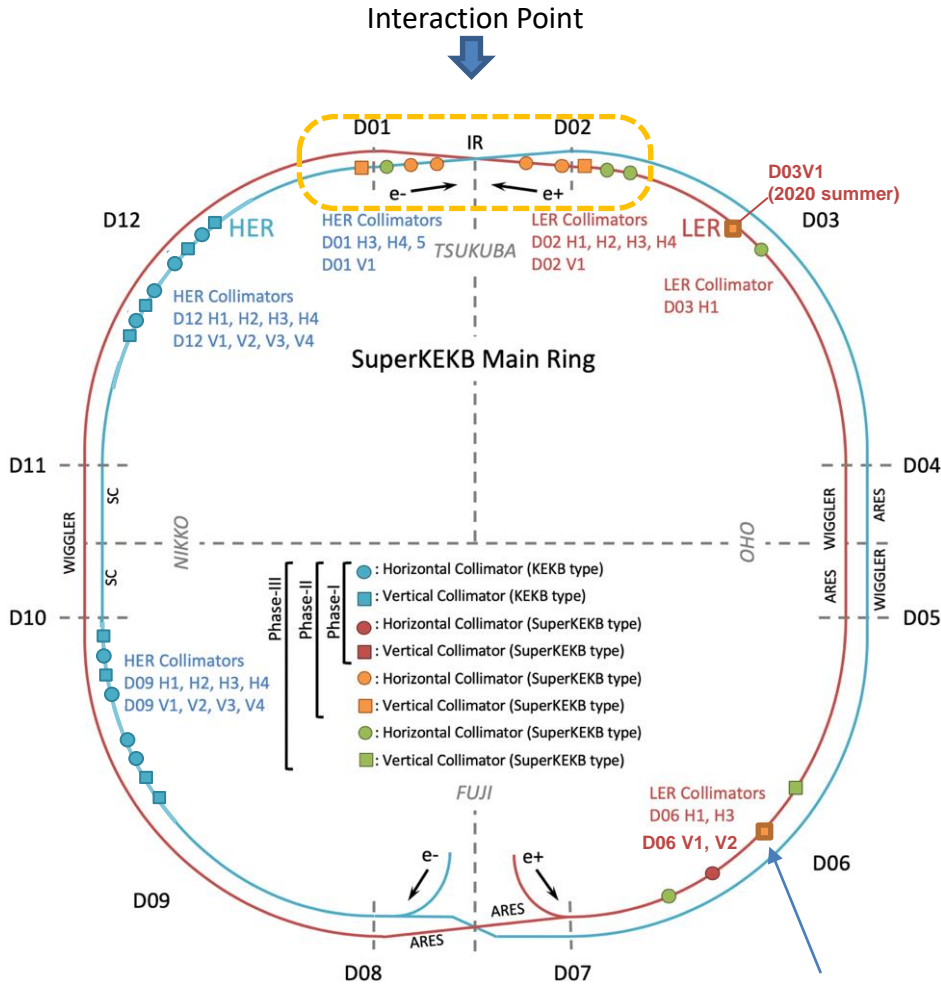 Interaction Point
D01
IR
D02
D03V1
(2020 summer)
D12
e-
e+
D03
HER
HER Collimators
D01 H3, H4, 5
D01 V1
TSUKUBA
LER Collimators
D02 H1, H2, H3, H4
D02 V1
LER
LER Collimator
D03 H1
HER Collimators
D12 H1, H2, H3, H4
D12 V1, V2, V3, V4
SuperKEKB Main Ring
D11
D04
SC
WIGGLER
ARES
WIGGLER
NIKKO
OHO
SC
ARES
WIGGLER
D10
D05
Phase-III
Phase-II
Phase-I
: Horizontal Collimator (KEKB type)
: Vertical Collimator (KEKB type)
: Horizontal Collimator (SuperKEKB type)
: Vertical Collimator (SuperKEKB type)
: Horizontal Collimator (SuperKEKB type)
: Vertical Collimator (SuperKEKB type)
: Horizontal Collimator (SuperKEKB type)
: Vertical Collimator (SuperKEKB type)
HER Collimators
D09 H1, H2, H3, H4
D09 V1, V2, V3, V4
FUJI
LER Collimators
D06 H1, H3
D06 V1, V2
e-
e+
D06
D09
ARES
ARES
D08
D07